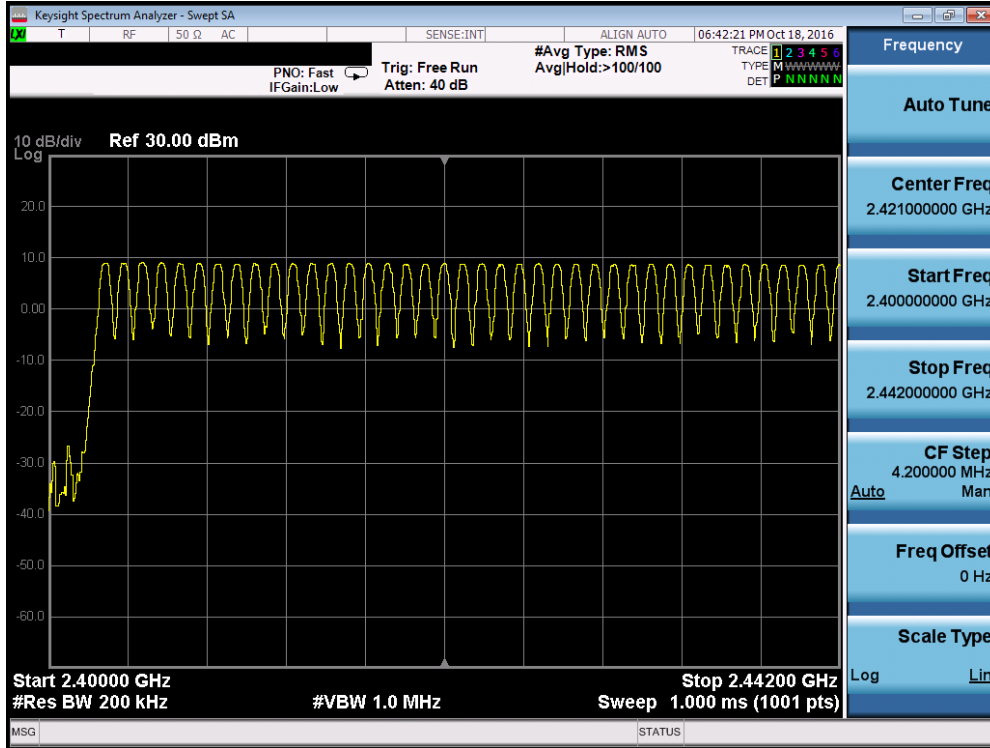 Keysight Spectrum Analyzer - Swept SA
LXI T RF 50 Ω AC SENSE:INT ALIGN AUTO 06:42:21 PM Oct 18, 2016
PNO: Fast
IFGain:Low
Trig: Free Run
Atten: 40 dB
#Avg Type: RMS
Avg|Hold:>100/100
TRACE 1 2 3 4 5 6
TYPE M WWWWW
DET P N N N N N
10 dB/div
Log
Ref 30.00 dBm
20.0
10.0
0.00
-10.0
-20.0
-30.0
-40.0
-50.0
-60.0
Start 2.40000 GHz
Stop 2.44200 GHz
#Res BW 200 kHz
#VBW 1.0 MHz
Sweep 1.000 ms (1001 pts)
MSG
STATUS
Frequency
Auto Tune
Center Freq
2.421000000 GHz
Start Freq
2.400000000 GHz
Stop Freq
2.442000000 GHz
CF Step
4.200000 MHz
Auto Man
Freq Offset
0 Hz
Scale Type
Log Lin